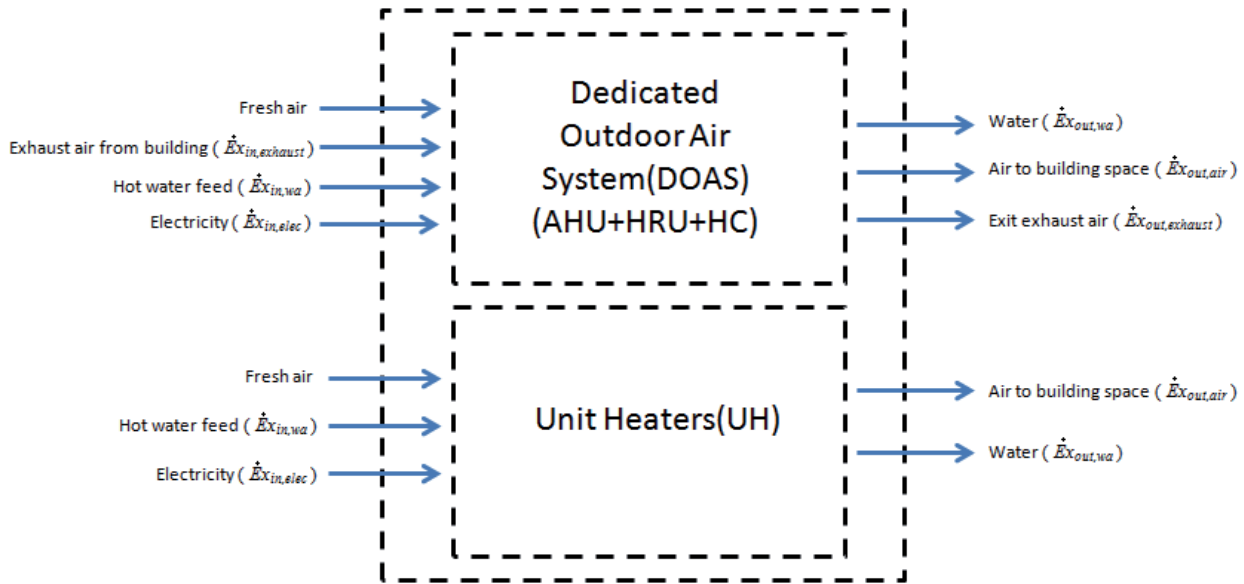 Fresh air
Exhaust air from building ( Ėx_in,exhaust)
Hot water feed ( Ėx_in,wa)
Electricity ( Ėx_in,elec)
Dedicated
Outdoor Air
System(DOAS)
(AHU+HRU+HC)
Water ( Ėx_out,wa)
Air to building space ( Ėx_out,air)
Exit exhaust air ( Ėx_out,exhaust)
Fresh air
Hot water feed ( Ėx_in,wa)
Electricity ( Ėx_in,elec)
Unit Heaters(UH)
Air to building space ( Ėx_out,air)
Water ( Ėx_out,wa)